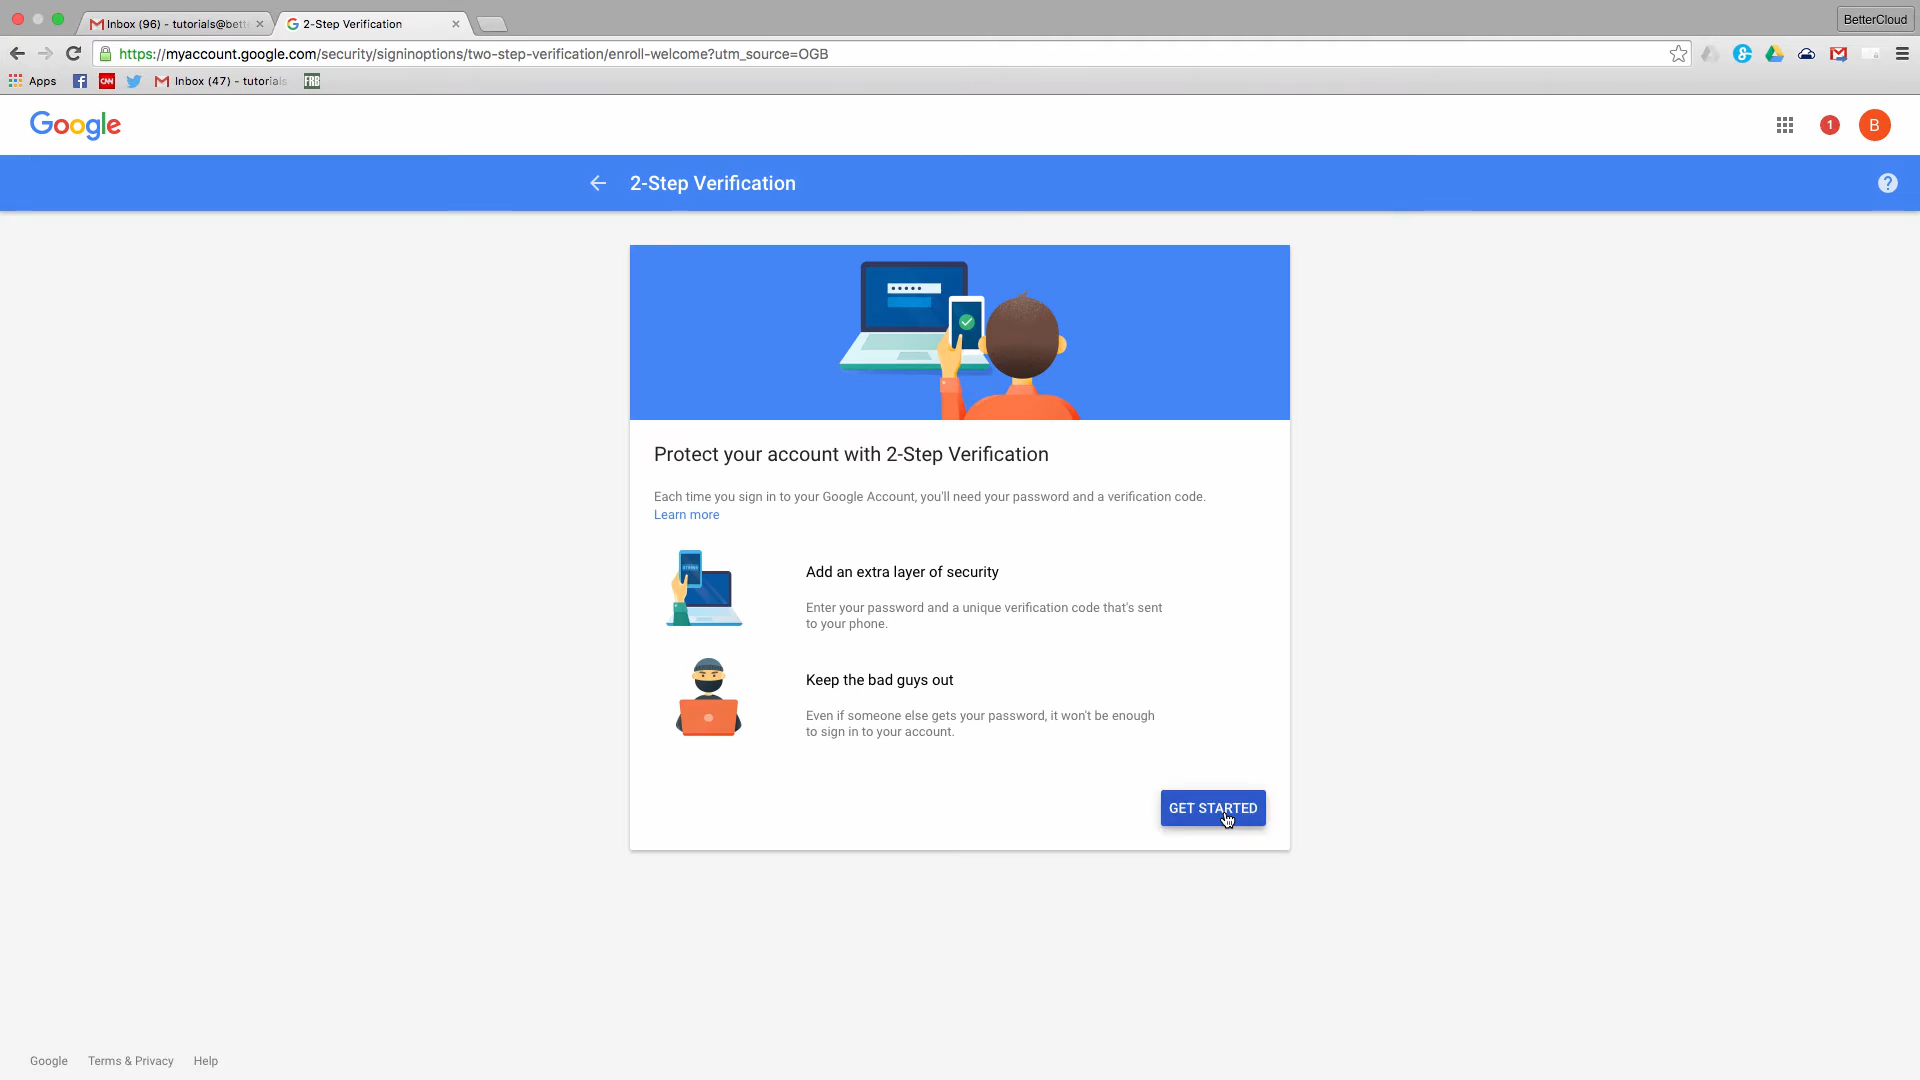 Inbox (96) - tutorials@bett
2-Step Verification
BetterCloud
https://myaccount.google.com/security/signinoptions/two-step-verification/enroll-welcome?utm_source=OGB
Apps
CNN
Inbox (47) - tutorials
FRB
Google
1
B
2-Step Verification
?
Protect your account with 2-Step Verification
Each time you sign in to your Google Account, you'll need your password and a verification code.
Learn more
Add an extra layer of security
Enter your password and a unique verification code that's sent
to your phone.
Keep the bad guys out
Even if someone else gets your password, it won't be enough
to sign in to your account.
GET STARTED
Google Terms & Privacy Help